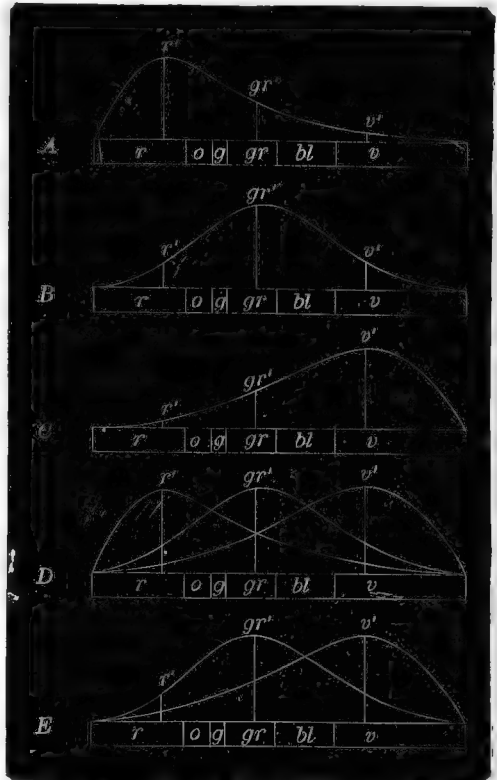 r' gr' v'
A r o g gr bl v
gr'
r' v'
B r o g gr bl v
v'
gr'
r'
C r o g gr bl v
r' gr' v'
D r o g gr bl v
gr' v'
r'
E r o g gr bl v